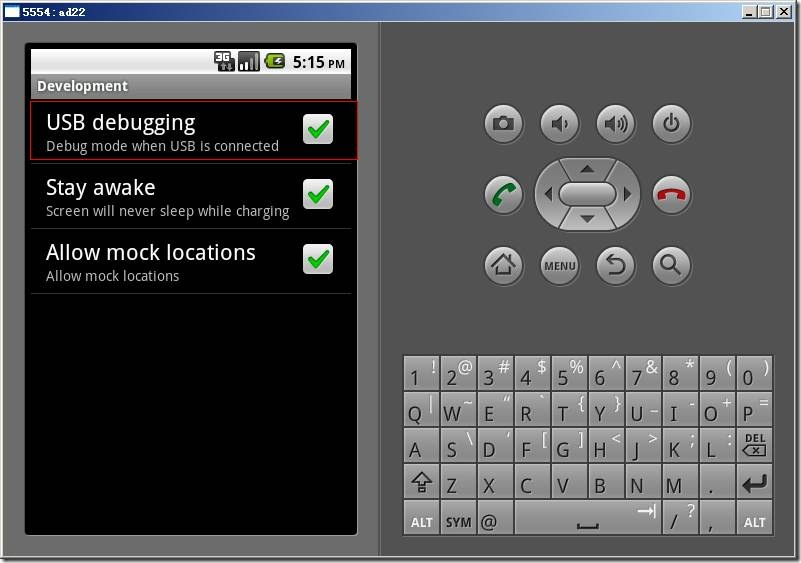 5554:ad22
3G 5:15 PM
Development
USB debugging
Debug mode when USB is connected
Stay awake
Screen will never sleep while charging
Allow mock locations
Allow mock locations
MENU
1 ! 2 @ 3 # 4 $ 5 % 6 ^ 7 & 8 * 9 ( 0 )
Q | W ~ E “ R ` T { Y } U _ I - O + P =
A S \ D ‘ F [ G ] H < J > K ; L : DEL
Z X C V B N M .
ALT SYM @ / ? , ALT